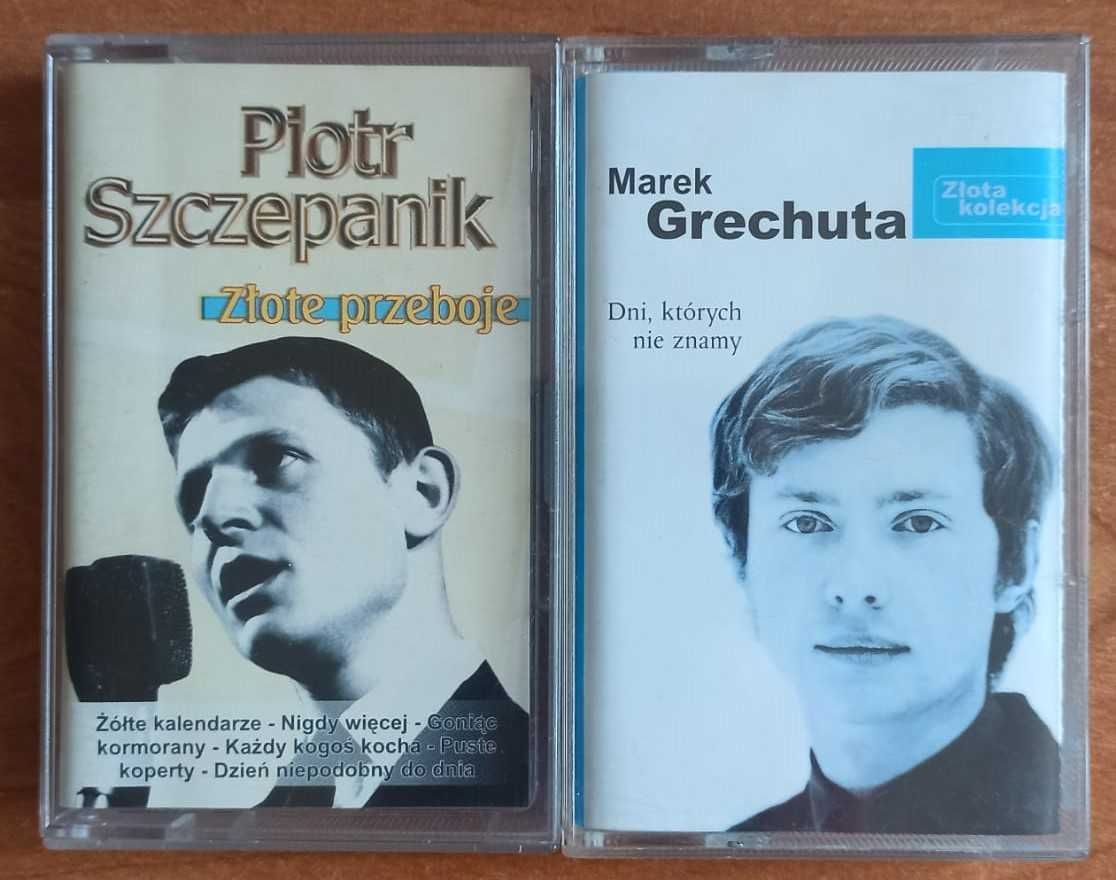 Piotr
Szczepanik
Złote przeboje
Żółte kalendarze - Nigdy więcej - Goniąc
kormorany - Każdy kogoś kocha - Puste
koperty - Dzień niepodobny do dnia
Marek
Grechuta
Złota
kolekcja
Dni, których
nie znamy